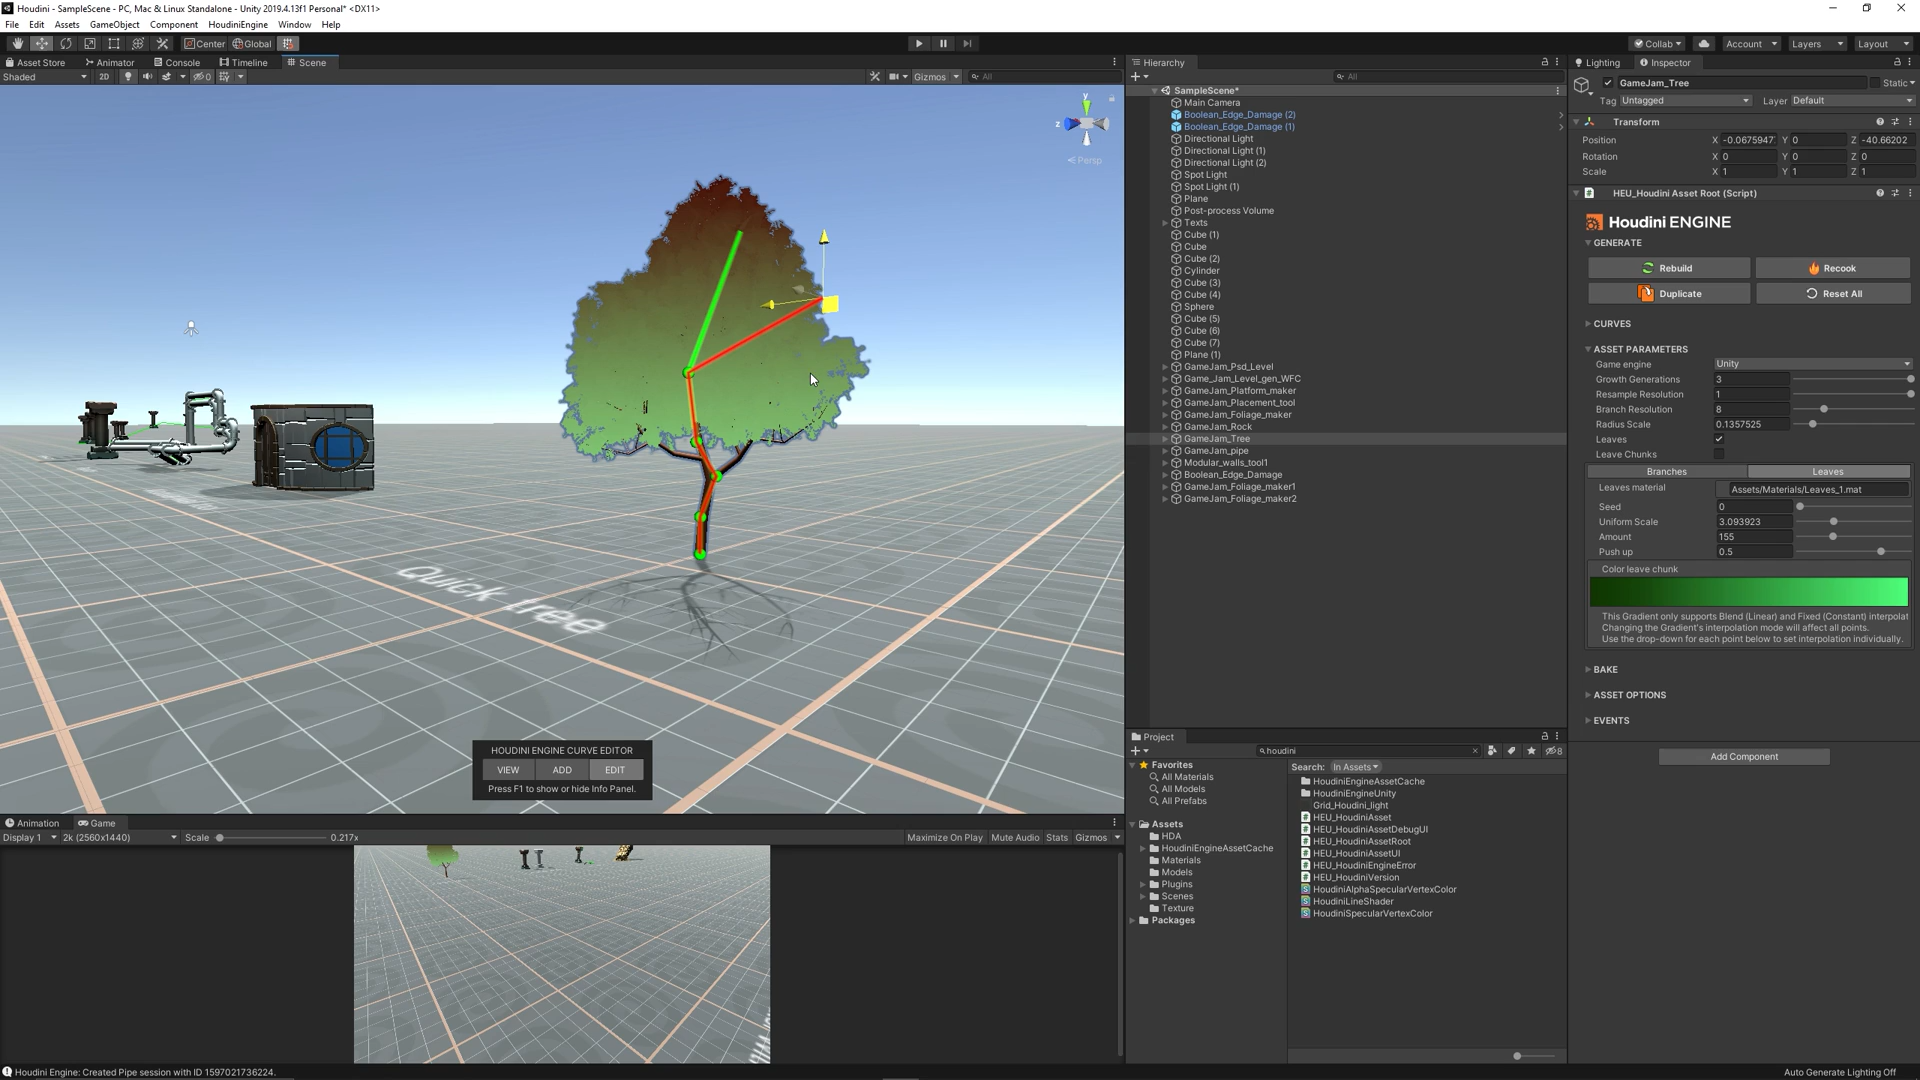 Houdini - SampleScene - PC, Mac & Linux Standalone - Unity 2019.4.13f1 Personal* <DX11>
File Edit Assets GameObject Component HoudiniEngine Window Help
Center Global
Collab Account Layers Layout
Asset Store Animator Console Timeline Scene
Shaded 2D 0 Gizmos All
y
z
Persp
Quick tree
HOUDINI ENGINE CURVE EDITOR
VIEW ADD EDIT
Press F1 to show or hide Info Panel.
Animation Game
Display 1 2k (2560x1440) Scale 0.217x Maximize On Play Mute Audio Stats Gizmos
Hierarchy
All
SampleScene*
Main Camera
Boolean_Edge_Damage (2)
Boolean_Edge_Damage (1)
Directional Light
Directional Light (1)
Directional Light (2)
Spot Light
Spot Light (1)
Plane
Post-process Volume
Texts
Cube (1)
Cube
Cube (2)
Cylinder
Cube (3)
Cube (4)
Sphere
Cube (5)
Cube (6)
Cube (7)
Plane (1)
GameJam_Psd_Level
Game_Jam_Level_gen_WFC
GameJam_Platform_maker
GameJam_Placement_tool
GameJam_Foliage_maker
GameJam_Rock
GameJam_Tree
GameJam_pipe
Modular_walls_tool1
Boolean_Edge_Damage
GameJam_Foliage_maker1
GameJam_Foliage_maker2
Project
houdini
8
Favorites
All Materials
All Models
All Prefabs
Assets
HDA
HoudiniEngineAssetCache
Materials
Models
Plugins
Scenes
Texture
Packages
Search: In Assets
HoudiniEngineAssetCache
HoudiniEngineUnity
Grid_Houdini_light
HEU_HoudiniAsset
HEU_HoudiniAssetDebugUI
HEU_HoudiniAssetRoot
HEU_HoudiniAssetUI
HEU_HoudiniEngineError
HEU_HoudiniVersion
HoudiniAlphaSpecularVertexColor
HoudiniLineShader
HoudiniSpecularVertexColor
Lighting Inspector
GameJam_Tree Static
Tag Untagged Layer Default
Transform
Position X -0.0675947 Y 0 Z -40.66202
Rotation X 0 Y 0 Z 0
Scale X 1 Y 1 Z 1
HEU_Houdini Asset Root (Script)
Houdini ENGINE
GENERATE
Rebuild Recook
Duplicate Reset All
CURVES
ASSET PARAMETERS
Game engine Unity
Growth Generations 3
Resample Resolution 1
Branch Resolution 8
Radius Scale 0.1357525
Leaves
Leave Chunks
Branches Leaves
Leaves material Assets/Materials/Leaves_1.mat
Seed 0
Uniform Scale 3.093923
Amount 155
Push up 0.5
Color leave chunk
This Gradient only supports Blend (Linear) and Fixed (Constant) interpolat
Changing the Gradient's interpolation mode will affect all points.
Use the drop-down for each point below to set interpolation individually.
BAKE
ASSET OPTIONS
EVENTS
Add Component
Houdini Engine: Created Pipe session with ID 1597021736224.
Auto Generate Lighting Off